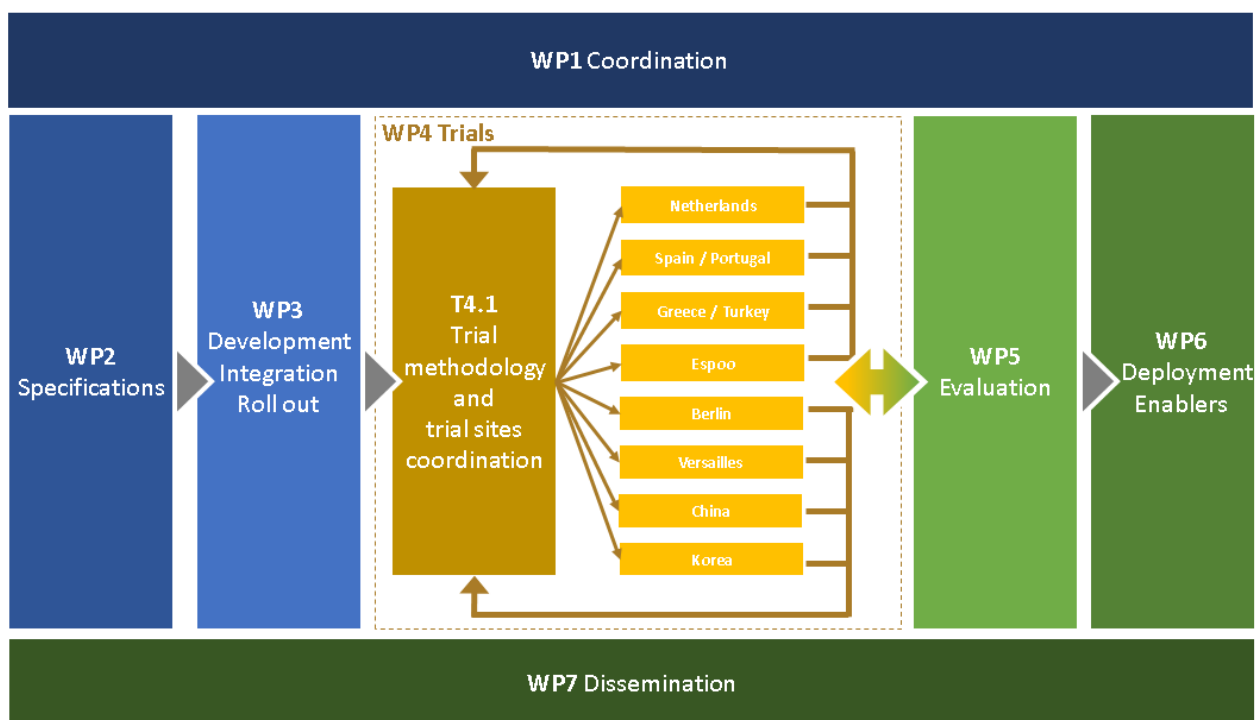 WP1 Coordination
WP2
Specifications
WP3
Development
Integration
Roll out
WP4 Trials
T4.1
Trial
methodology
and
trial sites
coordination
Netherlands
Spain / Portugal
Greece / Turkey
Espoo
Berlin
Versailles
China
Korea
WP5
Evaluation
WP6
Deployment
Enablers
WP7 Dissemination